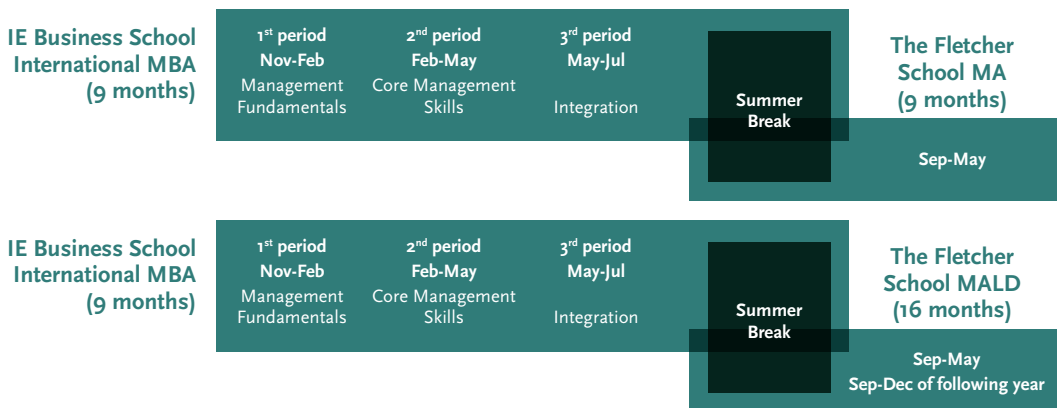 IE Business School
International MBA
(9 months)
1st period
Nov-Feb
Management
Fundamentals
2nd period
Feb-May
Core Management
Skills
3rd period
May-Jul
Integration
Summer
Break
The Fletcher
School MA
(9 months)
Sep-May
IE Business School
International MBA
(9 months)
1st period
Nov-Feb
Management
Fundamentals
2nd period
Feb-May
Core Management
Skills
3rd period
May-Jul
Integration
Summer
Break
The Fletcher
School MALD
(16 months)
Sep-May
Sep-Dec of following year